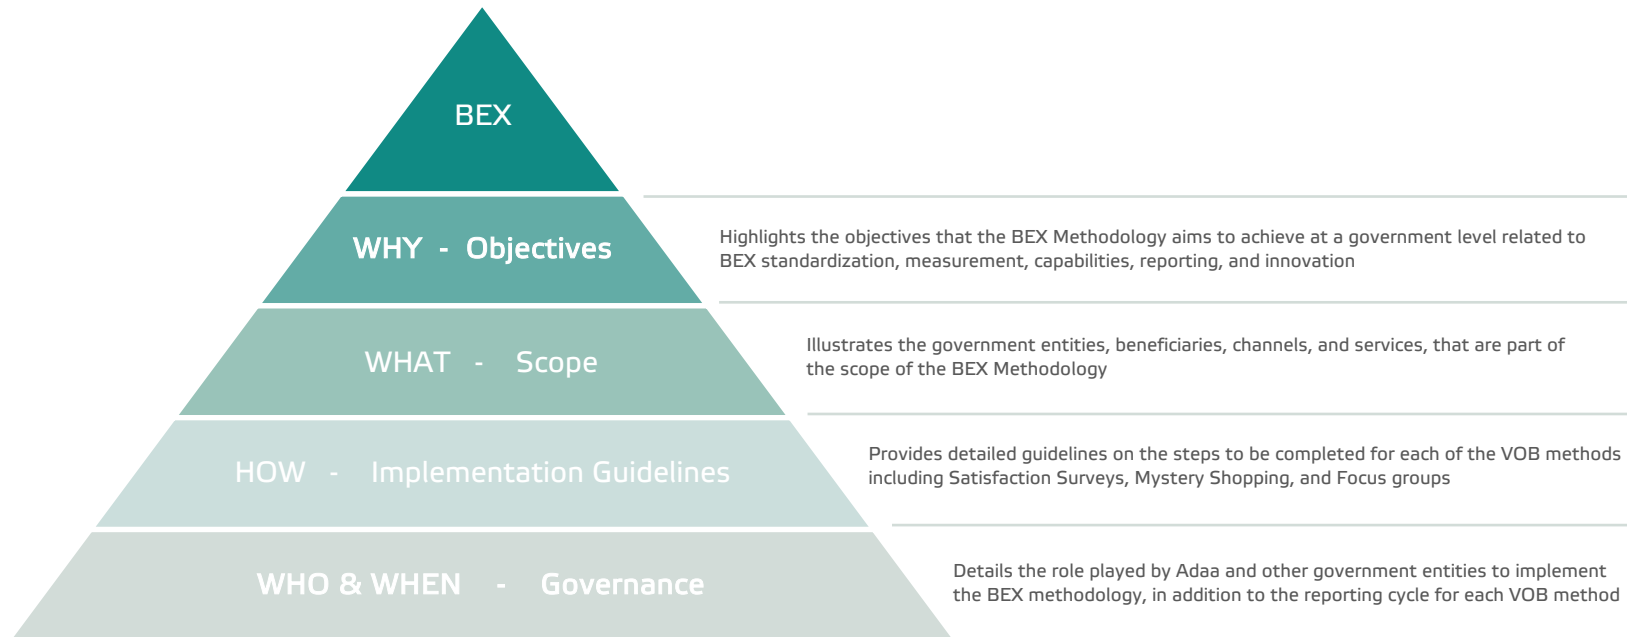 BEX
WHY - Objectives
Highlights the objectives that the BEX Methodology aims to achieve at a government level related to
BEX standardization, measurement, capabilities, reporting, and innovation
WHAT - Scope
Illustrates the government entities, beneficiaries, channels, and services, that are part of
the scope of the BEX Methodology
HOW - Implementation Guidelines
Provides detailed guidelines on the steps to be completed for each of the VOB methods
including Satisfaction Surveys, Mystery Shopping, and Focus groups
WHO & WHEN - Governance
Details the role played by Adaa and other government entities to implement
the BEX methodology, in addition to the reporting cycle for each VOB method